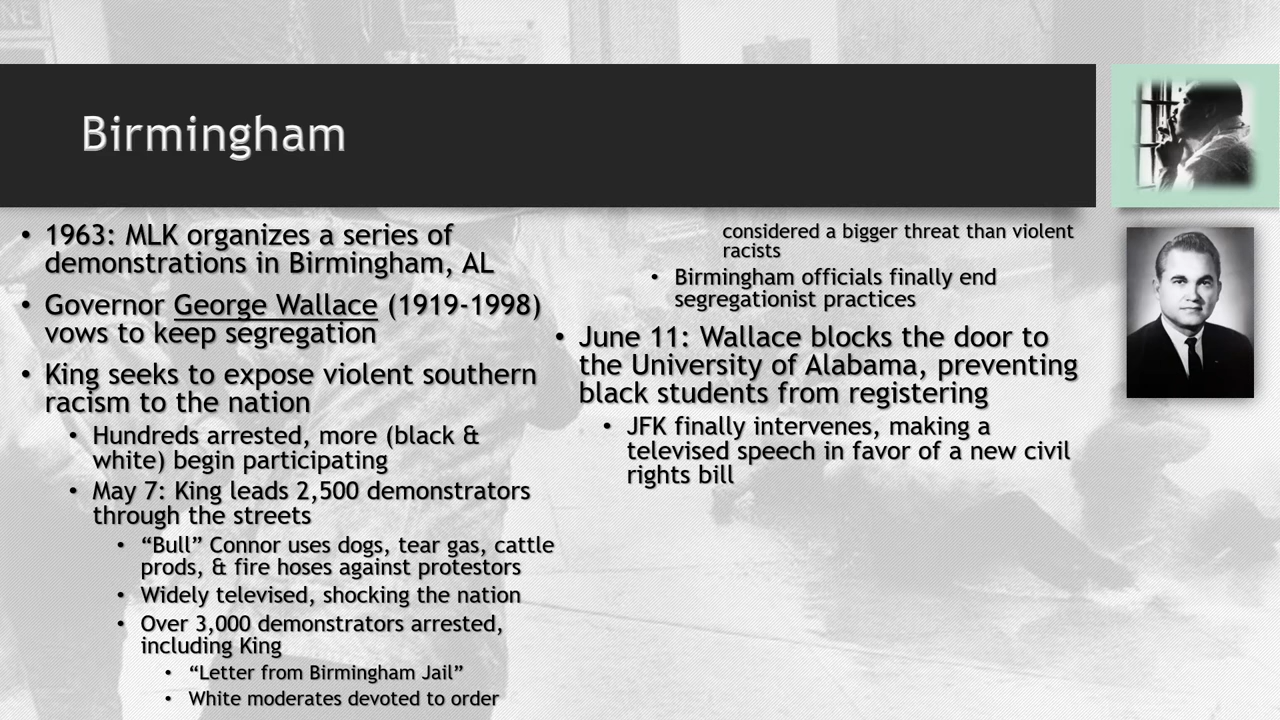 Birmingham
• 1963: MLK organizes a series of
demonstrations in Birmingham, AL
• Governor George Wallace (1919-1998)
vows to keep segregation
• King seeks to expose violent southern
racism to the nation
• Hundreds arrested, more (black &
white) begin participating
• May 7: King leads 2,500 demonstrators
through the streets
• “Bull” Connor uses dogs, tear gas, cattle
prods, & fire hoses against protestors
• Widely televised, shocking the nation
• Over 3,000 demonstrators arrested,
including King
• “Letter from Birmingham Jail”
• White moderates devoted to order
considered a bigger threat than violent
racists
• Birmingham officials finally end
segregationist practices
• June 11: Wallace blocks the door to
the University of Alabama, preventing
black students from registering
• JFK finally intervenes, making a
televised speech in favor of a new civil
rights bill